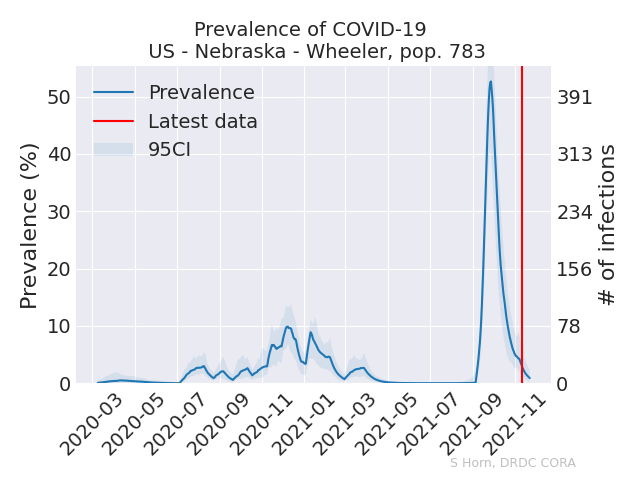 Prevalence of COVID-19
US - Nebraska - Wheeler, pop. 783
Prevalence
Latest data
95CI
Prevalence (%)
50
40
30
20
10
0
391
313
234
156
78
0
# of infections
2020-03
2020-05
2020-07
2020-09
2020-11
2021-01
2021-03
2021-05
2021-07
2021-09
2021-11
S Horn, DRDC CORA